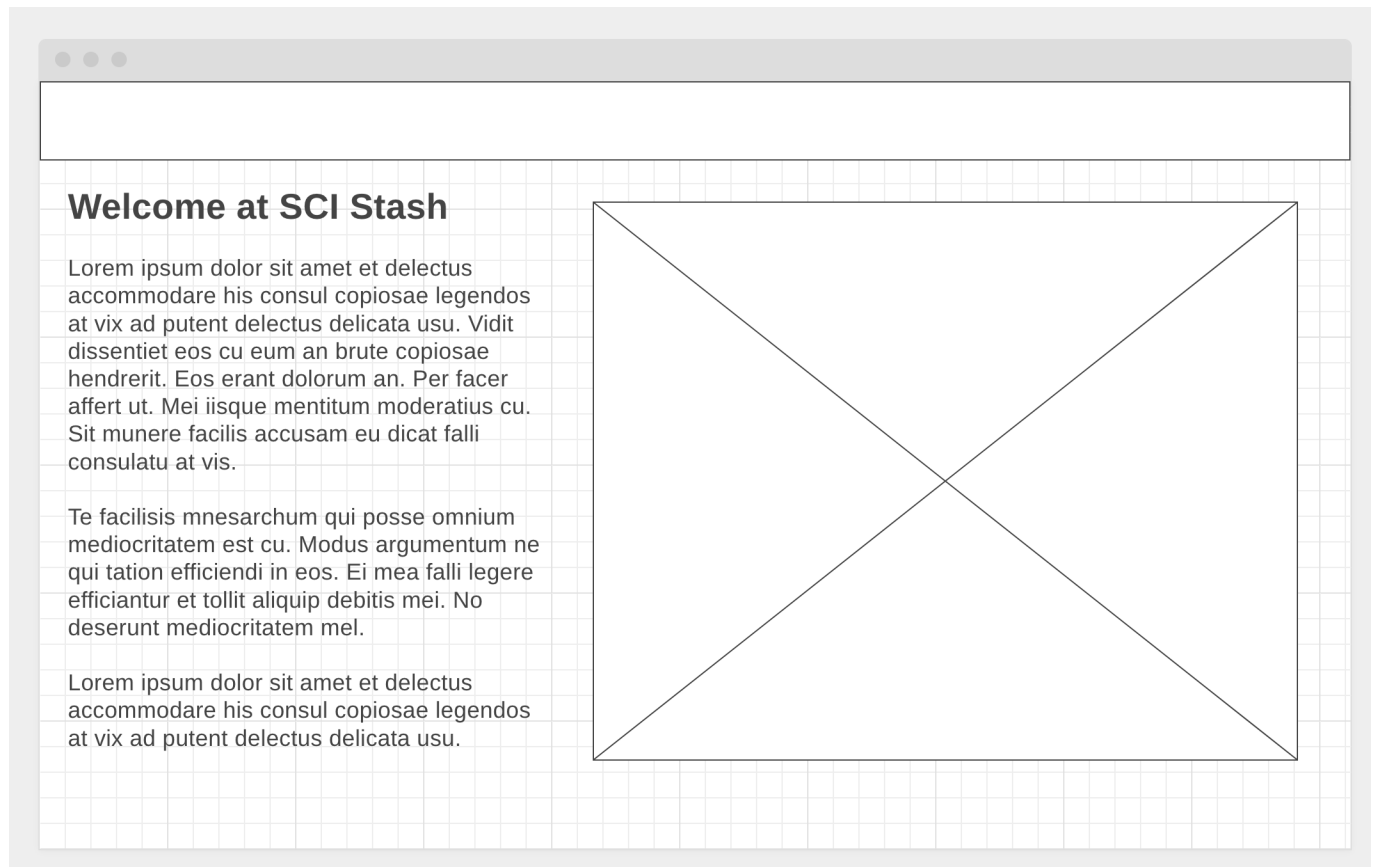 Welcome at SCI Stash
Lorem ipsum dolor sit amet et delectus
accommodare his consul copiosae legendos
at vix ad putent delectus delicata usu. Vidit
dissentiet eos cu eum an brute copiosae
hendrerit. Eos erant dolorum an. Per facer
affert ut. Mei iisque mentitum moderatius cu.
Sit munere facilis accusam eu dicat falli
consulatu at vis.
Te facilisis mnesarchum qui posse omnium
mediocritatem est cu. Modus argumentum ne
qui tation efficiendi in eos. Ei mea falli legere
efficiantur et tollit aliquip debitis mei. No
deserunt mediocritatem mel.
Lorem ipsum dolor sit amet et delectus
accommodare his consul copiosae legendos
at vix ad putent delectus delicata usu.